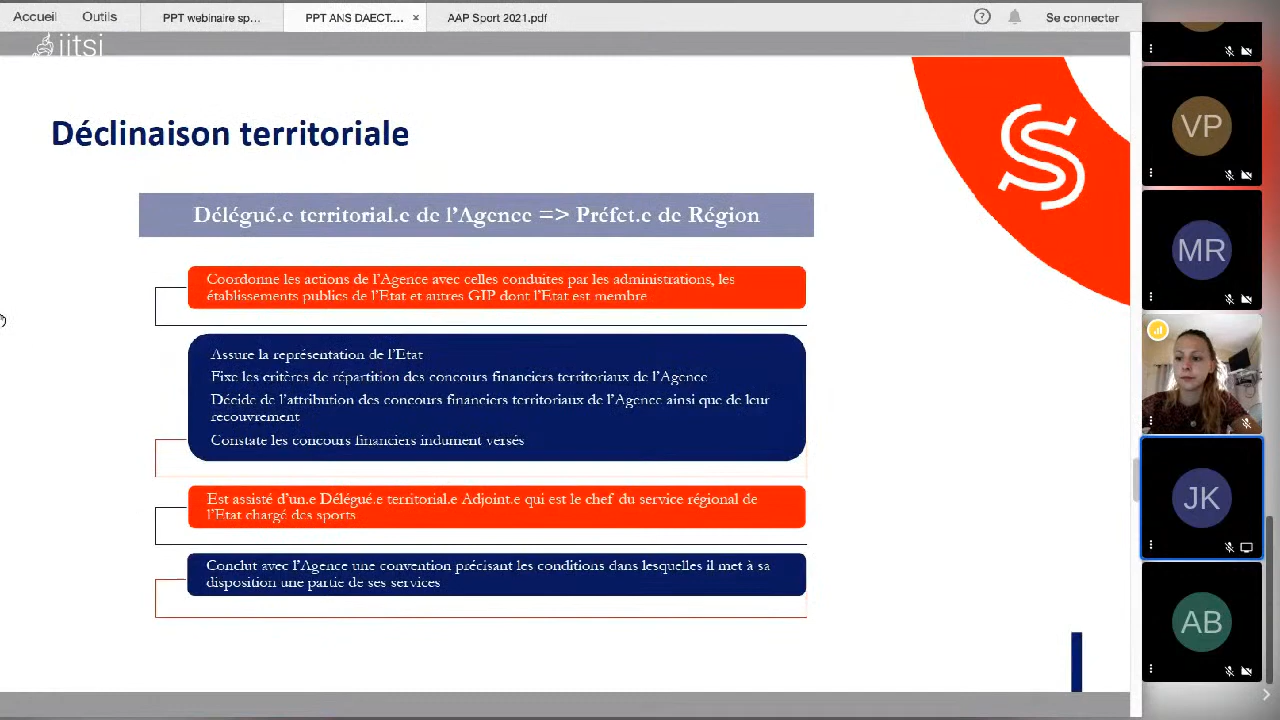 Accueil
Outils
PPT webinaire sp...
PPT ANS DAECT....
AAP Sport 2021.pdf
Se connecter
iitsi
Déclinaison territoriale
Délégué.e territorial.e de l'Agence => Préfet.e de Région
Coordonne les actions de l'Agence avec celles conduites par les administrations, les
établissements publics de l'Etat et autres GIP dont l'Etat est membre
Assure la représentation de l'Etat
Fixe les critères de répartition des concours financiers territoriaux de l'Agence
Décide de l'attribution des concours financiers territoriaux de l'Agence ainsi que de leur
recouvrement
Constate les concours financiers indument versés
Est assisté d'un.e Délégué.e territorial.e Adjoint.e qui est le chef du service régional de
l'Etat chargé des sports
Conclut avec l'Agence une convention précisant les conditions dans lesquelles il met à sa
disposition une partie de ses services
VP
MR
JK
AB